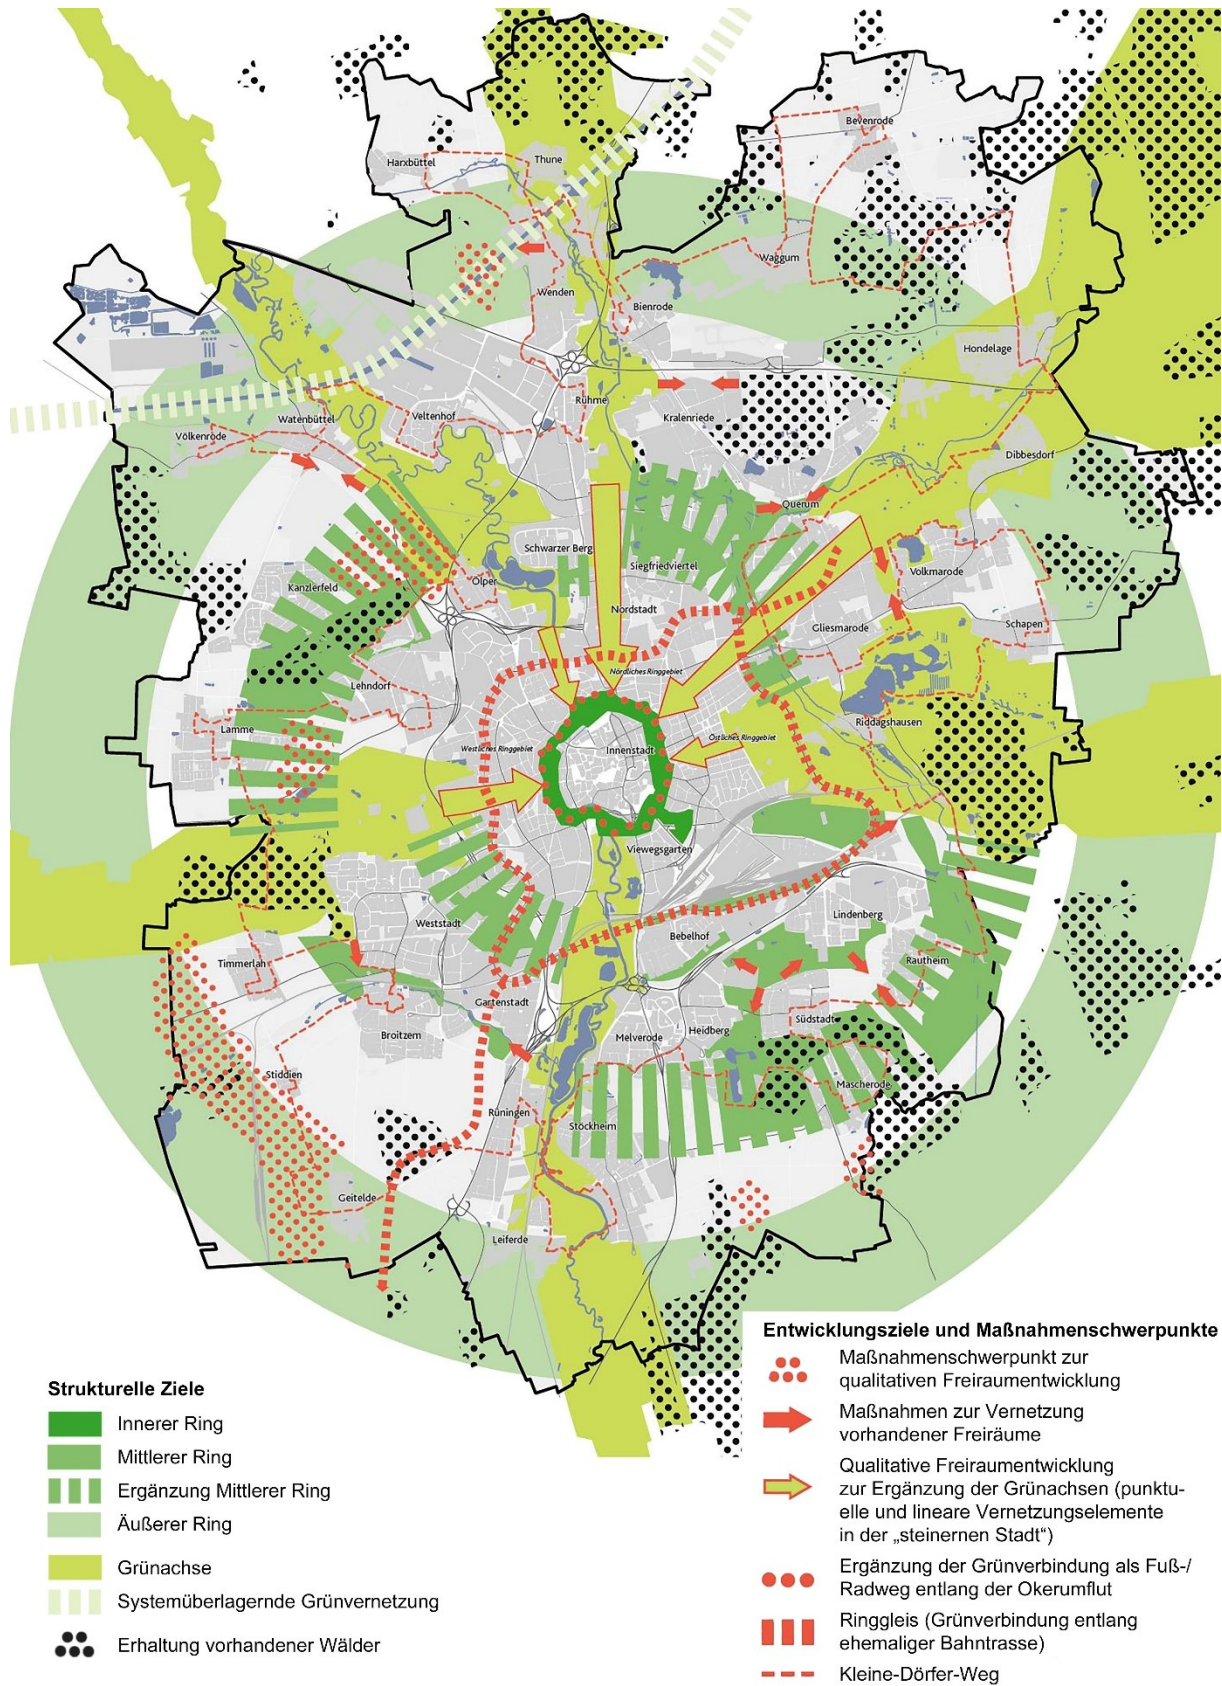 Bevenrode
Harxbüttel
Thune
Waggum
Wenden
Bienrode
Hondelage
Rühme
Watenbüttel
Veltenhof
Kralenriede
Völkenrode
Dibbesdorf
Querum
Schwarzer Berg
Siegfriedviertel
Volkmarode
Kanzlerfeld
Ölper
Nordstadt
Gliesmarode
Schapen
Nördliches Ringgebiet
Lehndorf
Riddagshausen
Lamme
Westliches Ringgebiet
Innenstadt
Östliches Ringgebiet
Viewegsgarten
Weststadt
Lindenberg
Bebelhof
Timmerlah
Rautheim
Gartenstadt
Südstadt
Broitzem
Melverode
Heidberg
Stiddien
Mascherode
Rüningen
Stöckheim
Geitelde
Leiferde
Strukturelle Ziele
Innerer Ring
Mittlerer Ring
Ergänzung Mittlerer Ring
Äußerer Ring
Grünachse
Systemüberlagernde Grünvernetzung
Erhaltung vorhandener Wälder
Entwicklungsziele und Maßnahmenschwerpunkte
Maßnahmenschwerpunkt zur
qualitativen Freiraumentwicklung
Maßnahmen zur Vernetzung
vorhandener Freiräume
Qualitative Freiraumentwicklung
zur Ergänzung der Grünachsen (punktu-
elle und lineare Vernetzungselemente
in der „steinernen Stadt“)
Ergänzung der Grünverbindung als Fuß-/
Radweg entlang der Okerumflut
Ringgleis (Grünverbindung entlang
ehemaliger Bahntrasse)
Kleine-Dörfer-Weg